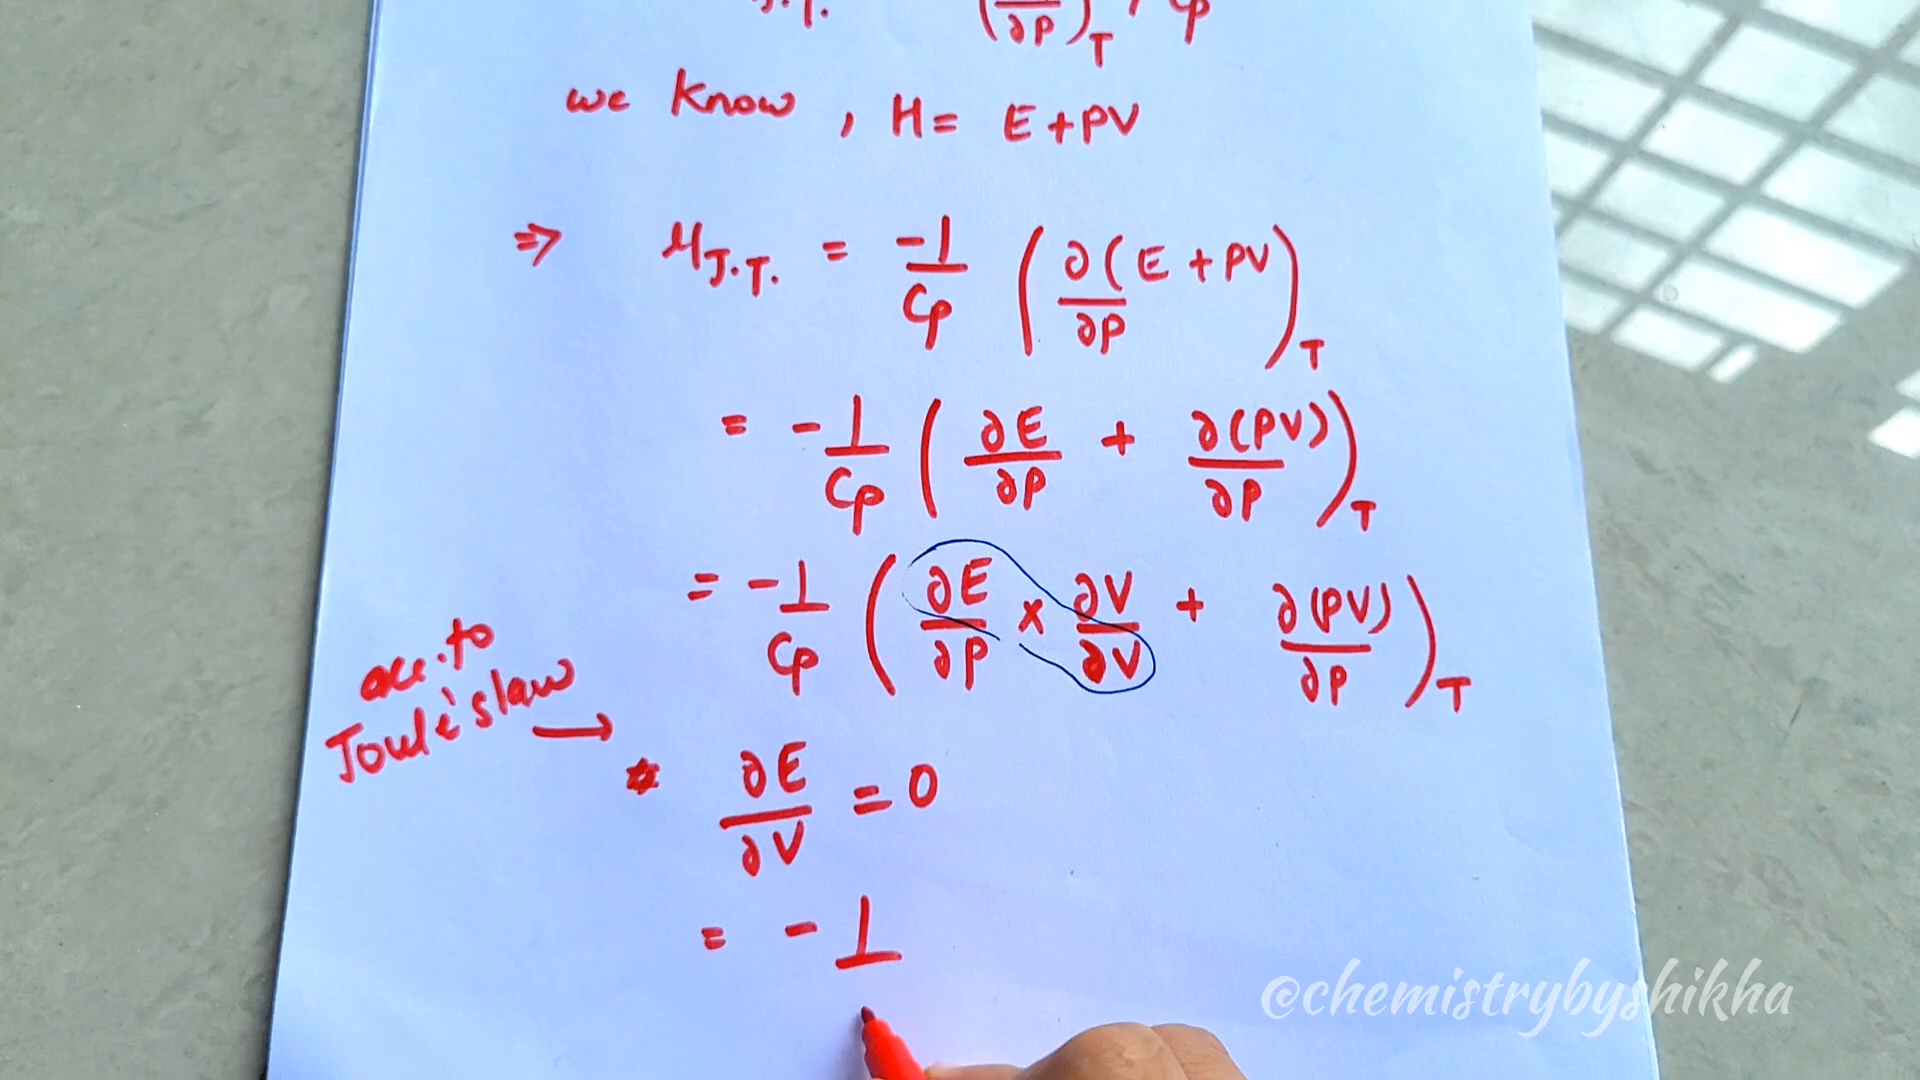 J.T. (∂P)T / Cp
we know, H = E + PV
⇒ μJ.T. = -1/Cp (∂(E + PV)/∂P)T
= -1/Cp (∂E/∂P + ∂(PV)/∂P)T
= -1/Cp (∂E/∂P × ∂V/∂V + ∂(PV)/∂P)T
acc. to
Joule's law →
* ∂E/∂V = 0
= - 1
@chemistrybyshikha